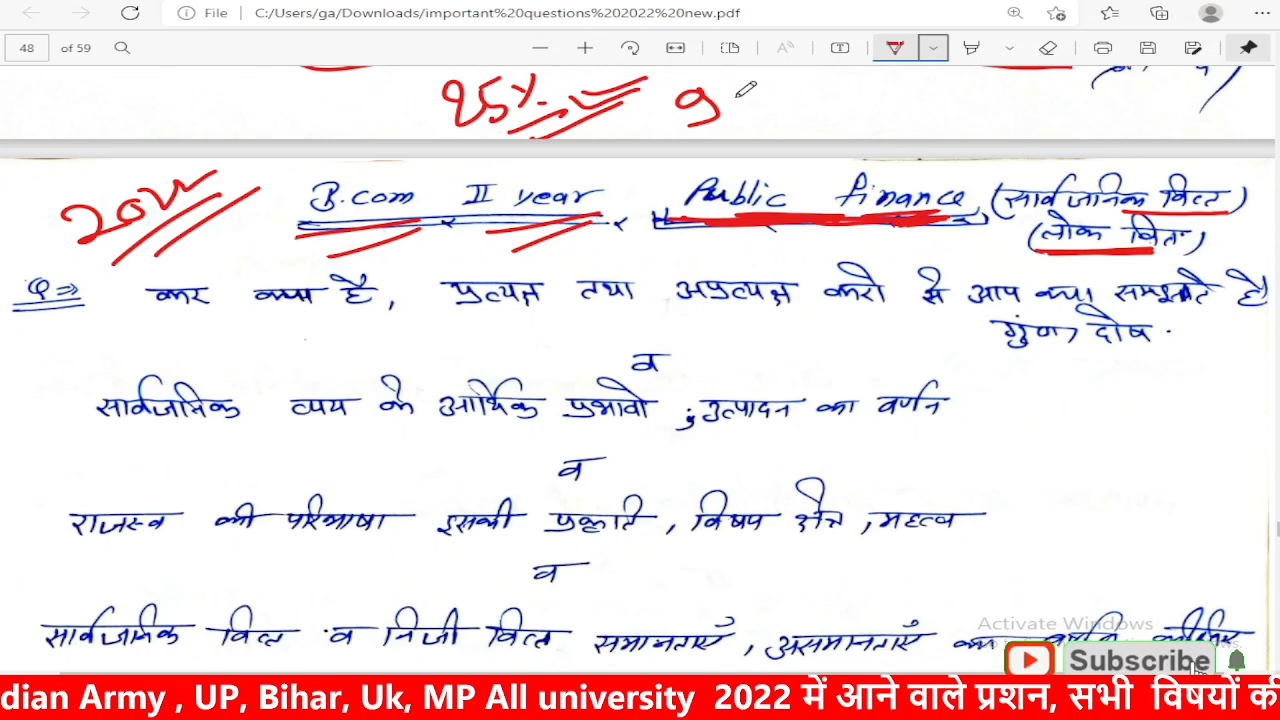 File C:/Users/ga/Downloads/important%20questions%202022%20new.pdf
48 of 59
85%
9
2022 B.com II year Public finance (सार्वजनिक वित्त)
(लोक वित्त)
Q⇒ कर क्या है, प्रत्यक्ष तथा अप्रत्यक्ष करो से आप क्या समझते है
गुण, दोष.
व
सार्वजनिक व्यय के आर्थिक प्रभावो ; उत्पादन का वर्णन
व
राजस्व की परिभाषा इसकी प्रकृति, विषय क्षेत्र, महत्व
व
सार्वजनिक वित्त व निजी वित्त समानताएँ, असमानताएँ
Activate Windows
Subscribe
dian Army , UP, Bihar, Uk, MP All university 2022 में आने वाले प्रशन, सभी विषयों की